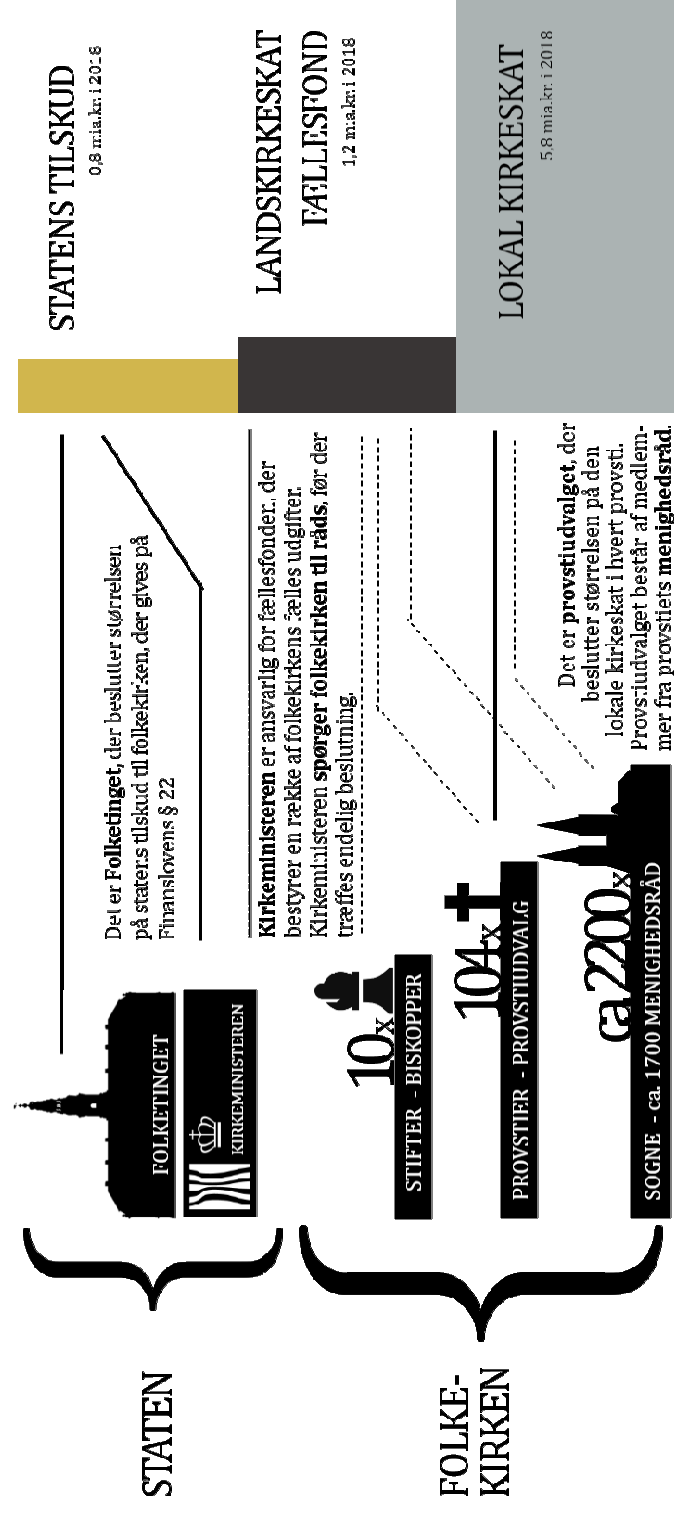 STATEN
FOLKETINGET
KIRKEMINISTEREN
Det er Folketinget, der beslutter størrelsen
på statens tilskud til folkekirken, der gives på
Finanslovens § 22
STATENS TILSKUD
0,8 mia.kr. i 2018
Kirkeministeren er ansvarlig for fællesfonden, der
bestyrer en række af folkekirkens fælles udgifter.
Kirkeministeren spørger folkekirken til råds, før der
træffes endelig beslutning.
LANDSKIRKESKAT
FÆLLESFOND
1,2 mia.kr. i 2018
FOLKE-
KIRKEN
10x
STIFTER - BISKOPPER
104x
PROVSTIER - PROVSTIUDVALG
ca 2200x
SOGNE - ca. 1700 MENIGHEDSRÅD
Det er provstiudvalget, der
beslutter størrelsen på den
lokale kirkeskat i hvert provsti.
Provstiudvalget består af medlem-
mer fra provstiets menighedsråd.
LOKAL KIRKESKAT
5,8 mia.kr. i 2018